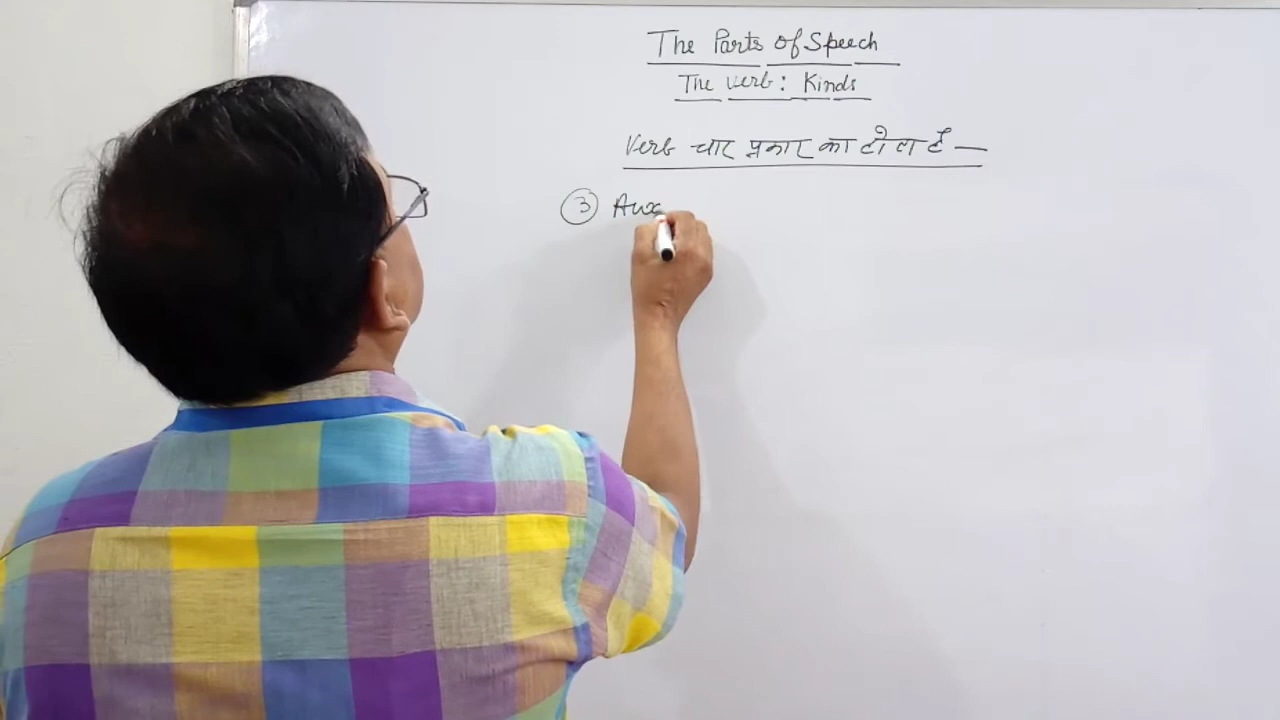 The Parts of Speech
The Verb: Kinds
Verb चार प्रकार का होता है —
③ Aux